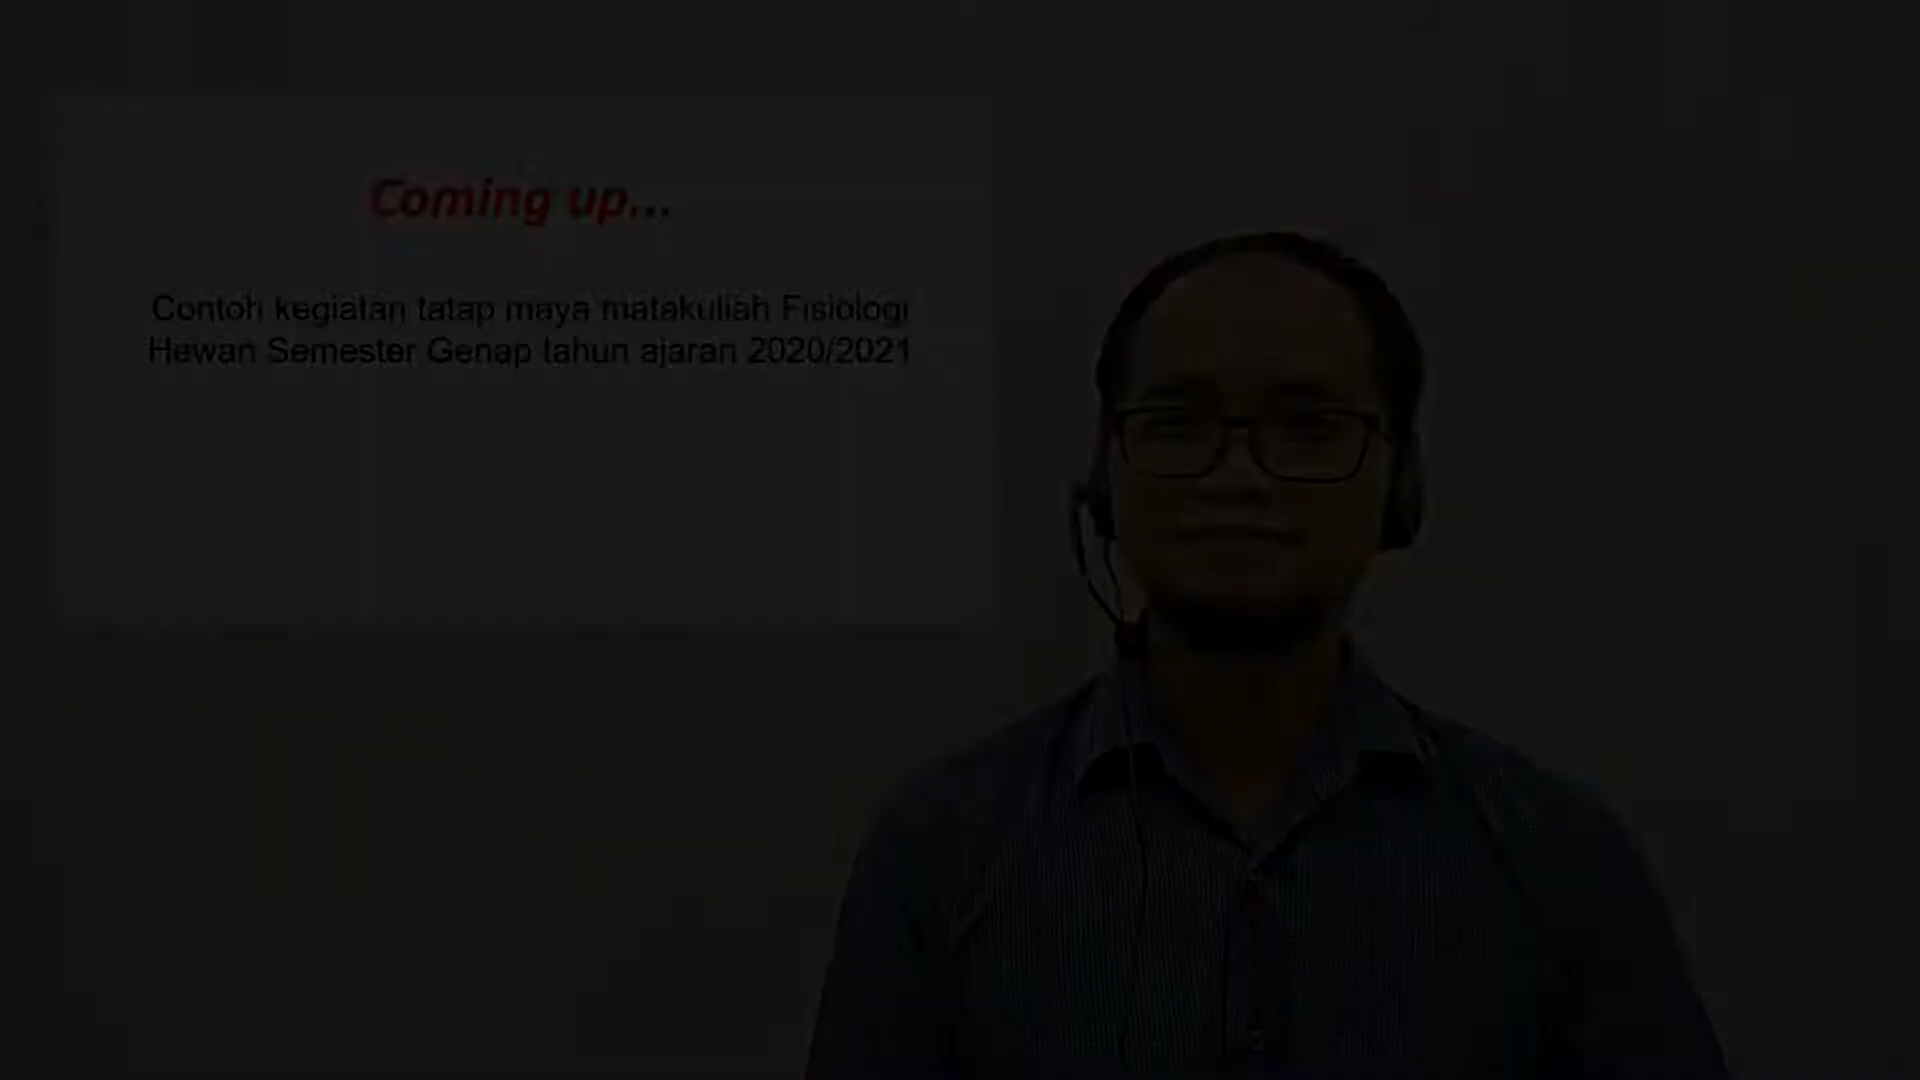 Coming up...
Contoh kegiatan tatap maya matakuliah Fisiologi
Hewan Semester Genap tahun ajaran 2020/2021